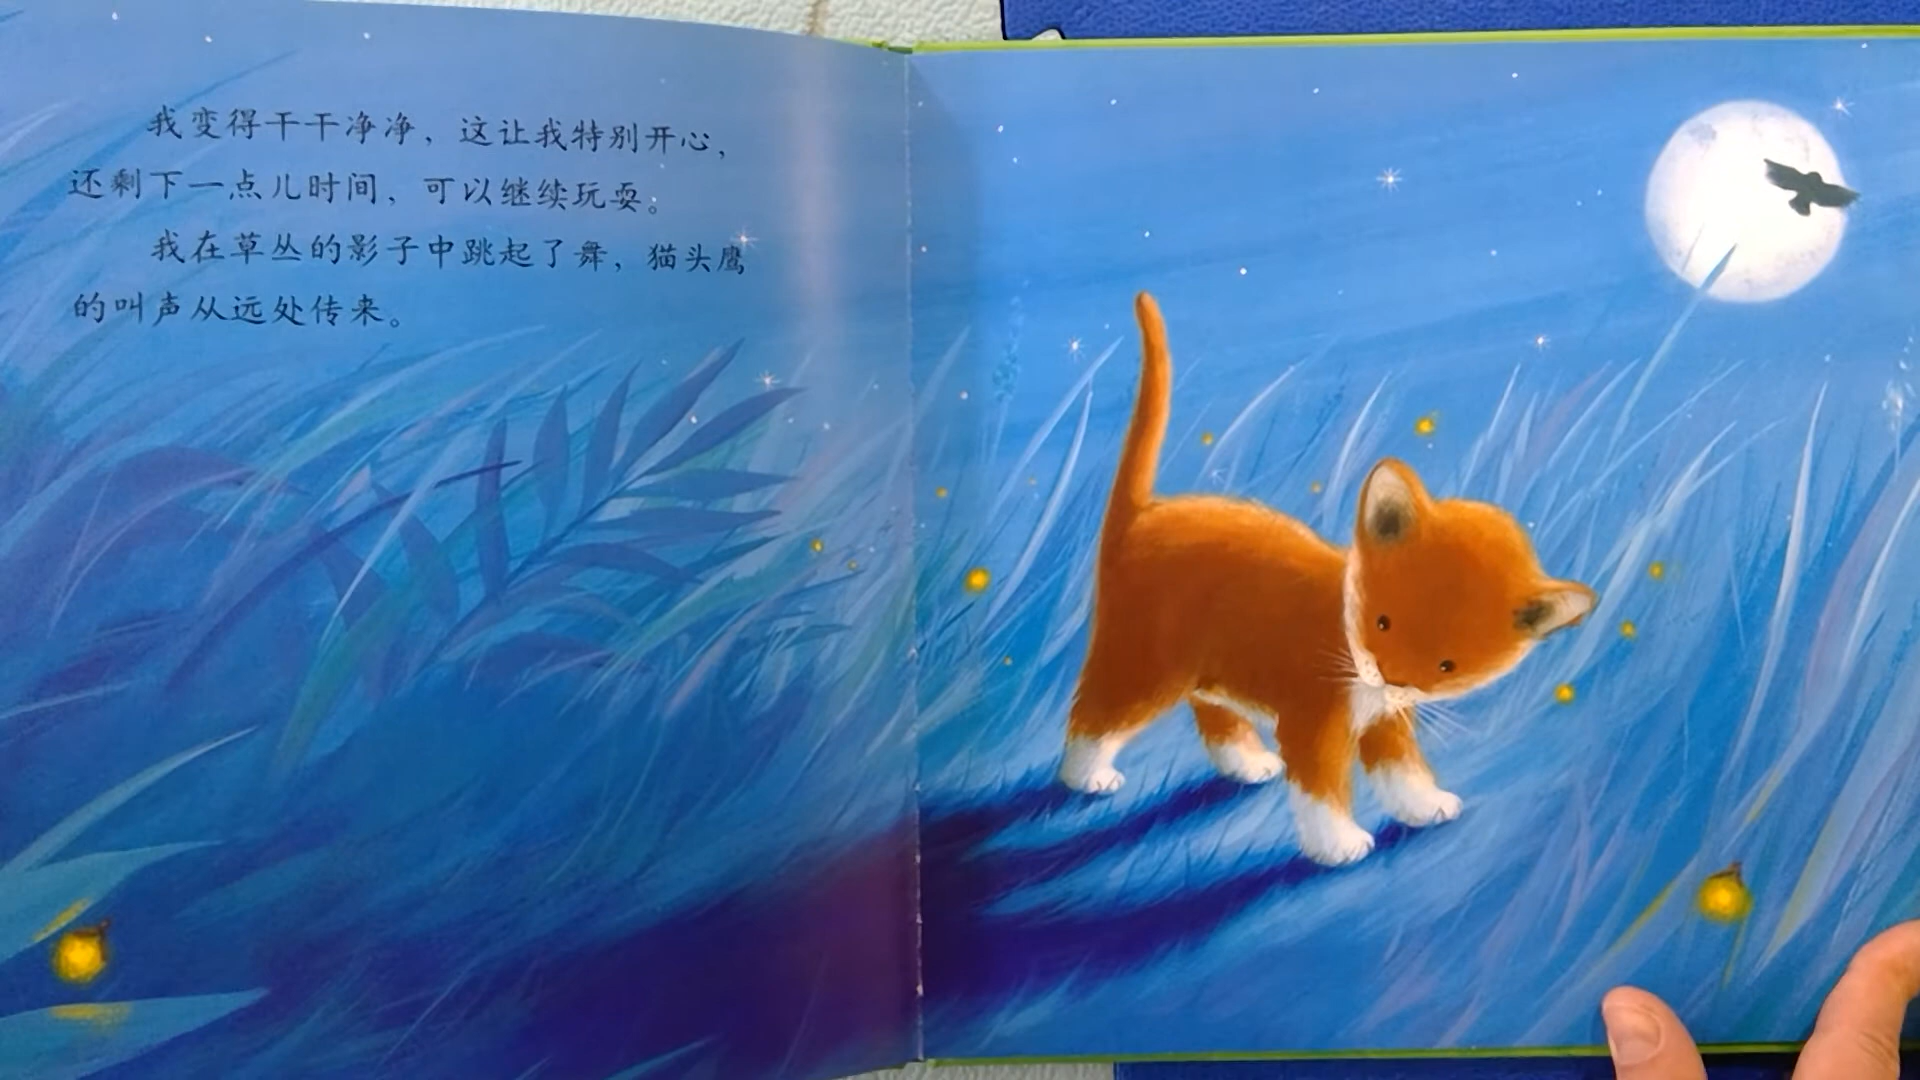 我变得干干净净，这让我特别开心，
还剩下一点儿时间，可以继续玩耍。
我在草丛的影子中跳起了舞，猫头鹰
的叫声从远处传来。